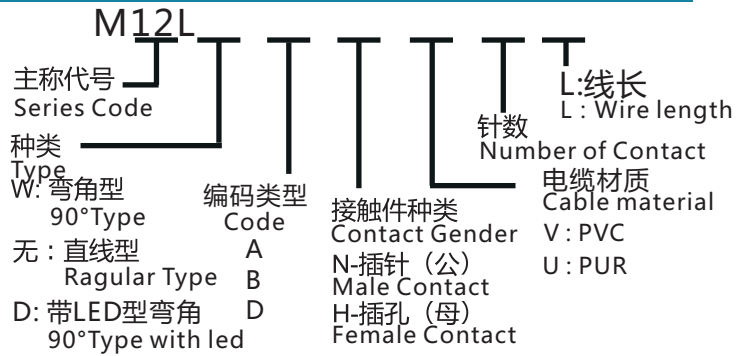 M12L
主称代号
Series Code
种类
Type
W: 弯角型
90°Type
无：直线型
Ragular Type
D: 带LED型弯角
90°Type with led
编码类型
Code
A
B
D
接触件种类
Contact Gender
N-插针（公）
Male Contact
H-插孔（母）
Female Contact
针数
Number of Contact
电缆材质
Cable material
V : PVC
U : PUR
L:线长
L : Wire length